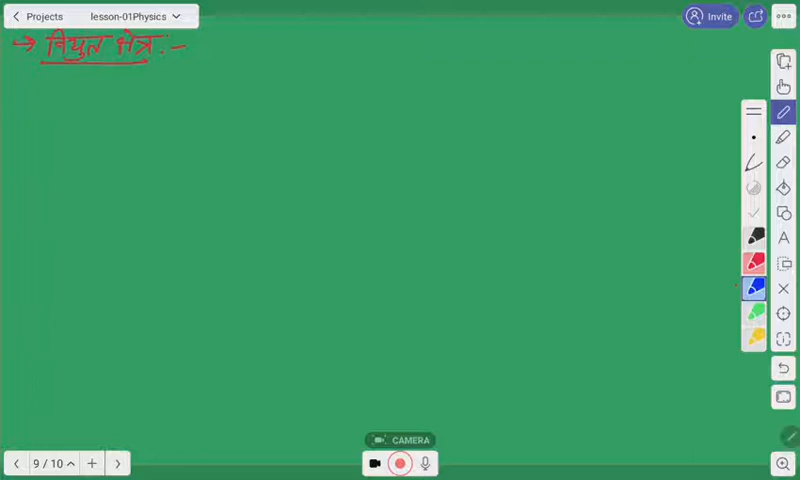 Projects lesson-01Physics Invite
→ विद्युत क्षेत्र :-
A
CAMERA
9 / 10